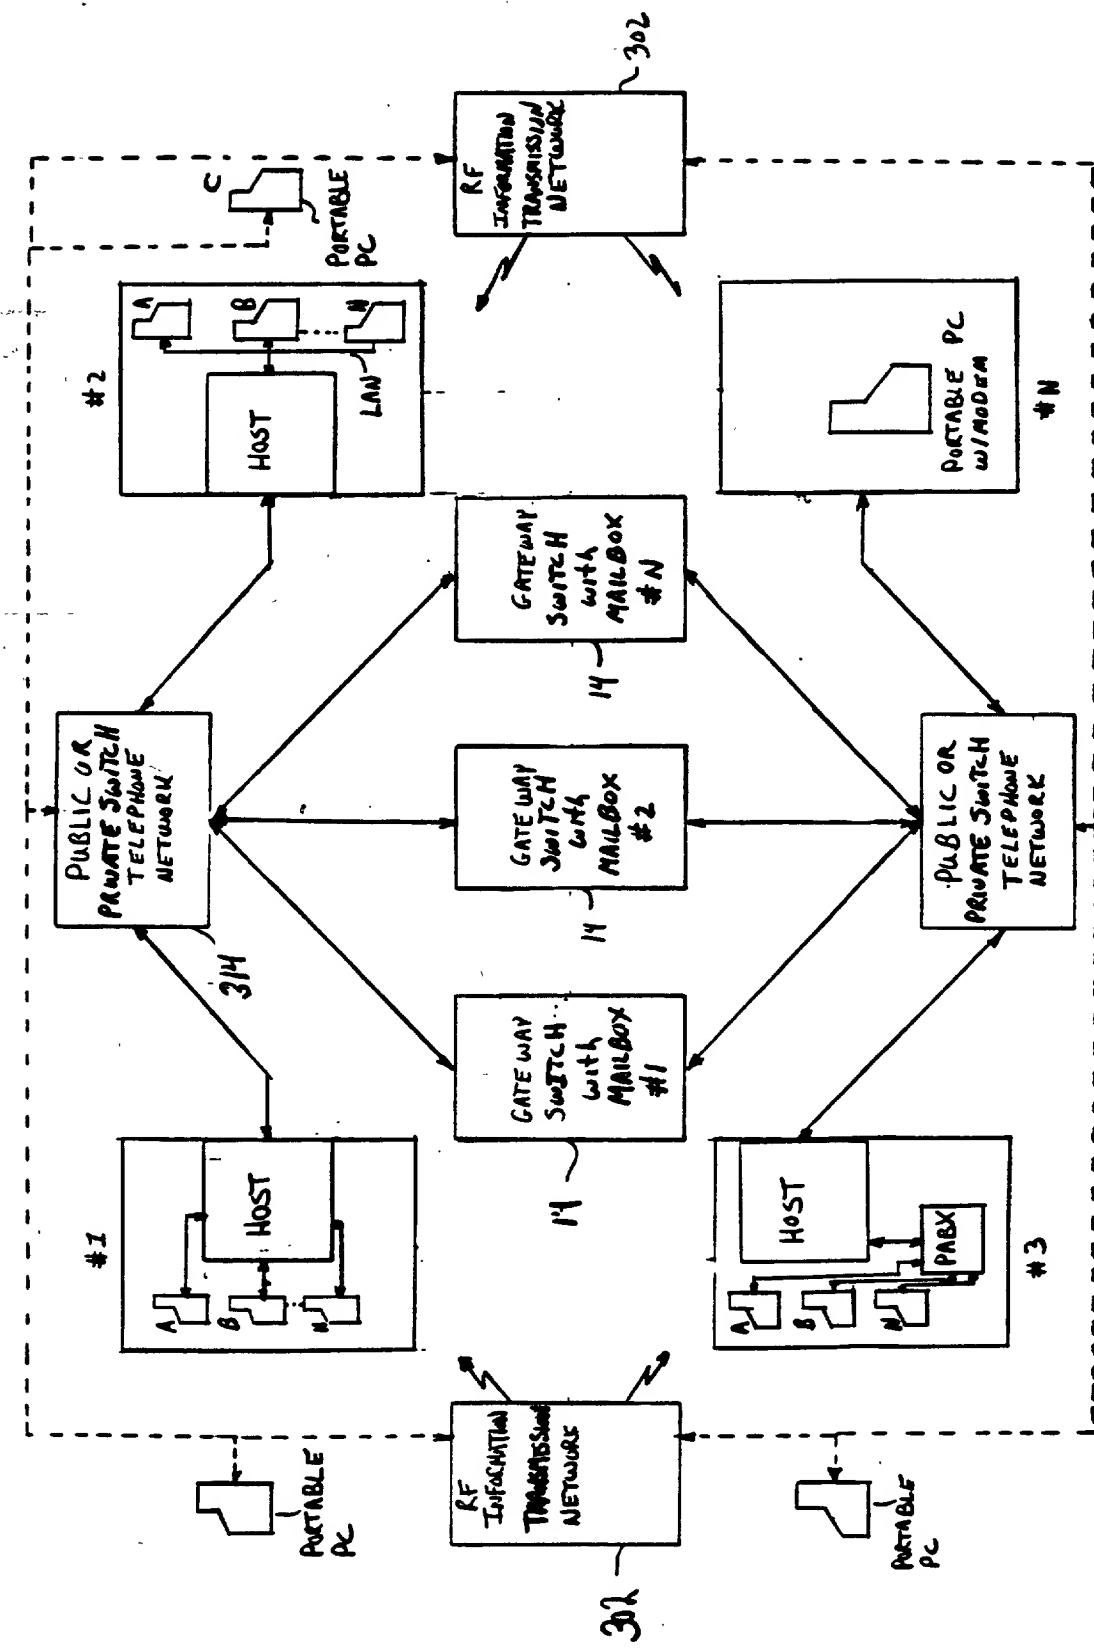 PUBLIC OR
PRIVATE SWITCH
TELEPHONE
NETWORK
314
#1
A
B
N
HOST
#2
HOST
A
B
N
LAN
C
PORTABLE
PC
PORTABLE
PC
RF
INFORMATION
TRANSMISSION
NETWORK
302
GATEWAY
SWITCH
with
MAILBOX
#1
14
GATEWAY
SWITCH
with
MAILBOX
#2
14
GATEWAY
SWITCH
with
MAILBOX
#N
14
RF
INFORMATION
TRANSMISSION
NETWORK
302
A
B
N
HOST
PABX
#3
PORTABLE PC
W/MODEM
#N
PORTABLE
PC
PUBLIC OR
PRIVATE SWITCH
TELEPHONE
NETWORK